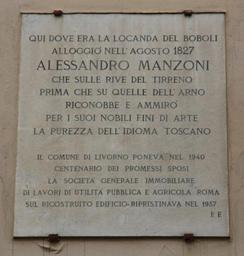 QUI DOVE ERA LA LOCANDA DEL BOBOLI
ALLOGGIÒ NELL'AGOSTO 1827
ALESSANDRO MANZONI
CHE SULLE RIVE DEL TIRRENO
PRIMA CHE SU QUELLE DELL'ARNO
RICONOBBE E AMMIRÒ
PER I SUOI NOBILI FINI DI ARTE
LA PUREZZA DELL'IDIOMA TOSCANO
IL COMUNE DI LIVORNO PONEVA NEL 1940
CENTENARIO DEI PROMESSI SPOSI
LA SOCIETÀ GENERALE IMMOBILIARE
DI LAVORI DI UTILITÀ PUBBLICA E AGRICOLA ROMA
SUL RICOSTRUITO EDIFICIO RIPRISTINAVA NEL 1957